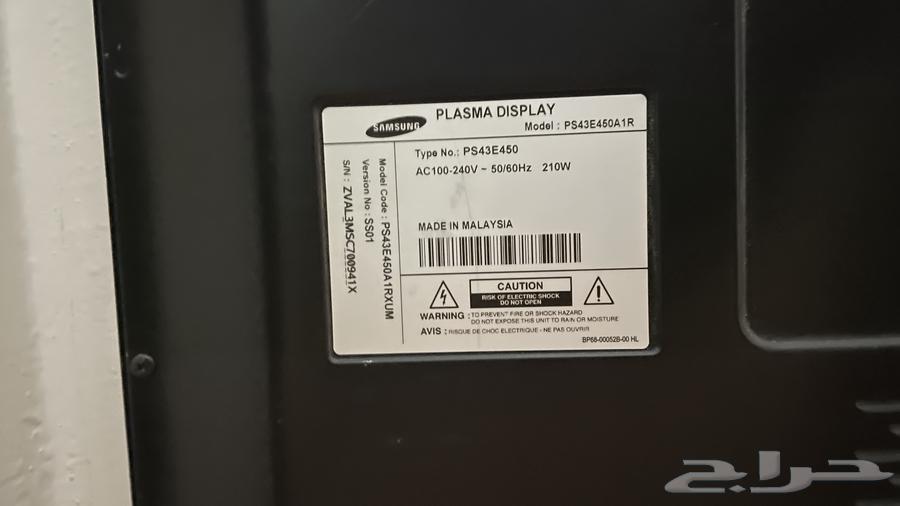 SAMSUNG
PLASMA DISPLAY
Model : PS43E450A1R
Type No.: PS43E450
AC100-240V ~ 50/60Hz 210W
MADE IN MALAYSIA
Model Code : PS43E450A1RXUM
Version No : SS01
S/N : ZVAL3MSC700941X
CAUTION
RISK OF ELECTRIC SHOCK
DO NOT OPEN
WARNING : TO PREVENT FIRE OR SHOCK HAZARD
DO NOT EXPOSE THIS UNIT TO RAIN OR MOISTURE
AVIS : RISQUE DE CHOC ELECTRIQUE - NE PAS OUVRIR
BP68-00052B-00 HL
حراج